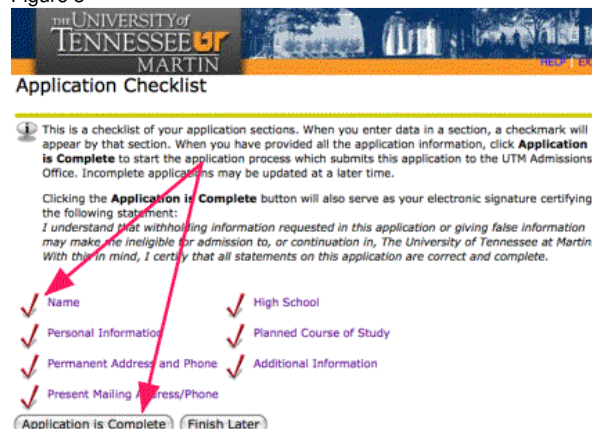 THE UNIVERSITY of
TENNESSEE UT
MARTIN
HELP | EX
Application Checklist
This is a checklist of your application sections. When you enter data in a section, a checkmark will
appear by that section. When you have provided all the application information, click Application
is Complete to start the application process which submits this application to the UTM Admissions
Office. Incomplete applications may be updated at a later time.
Clicking the Application is Complete button will also serve as your electronic signature certifying
the following statement:
I understand that withholding information requested in this application or giving false information
may make me ineligible for admission to, or continuation in, The University of Tennessee at Martin.
With this in mind, I certify that all statements on this application are correct and complete.
Name
High School
Personal Information
Planned Course of Study
Permanent Address and Phone
Additional Information
Present Mailing Address/Phone
Application is Complete
Finish Later